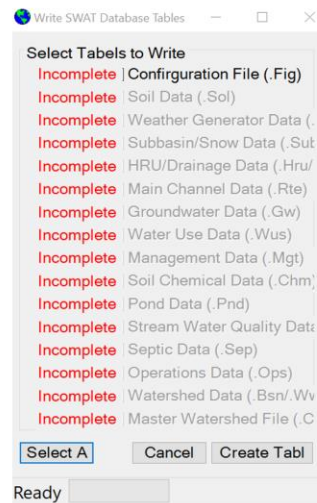 Write SWAT Database Tables
Select Tabels to Write
Incomplete Confirguration File (.Fig)
Incomplete Soil Data (.Sol)
Incomplete Weather Generator Data (.
Incomplete Subbasin/Snow Data (.Sub
Incomplete HRU/Drainage Data (.Hru/
Incomplete Main Channel Data (.Rte)
Incomplete Groundwater Data (.Gw)
Incomplete Water Use Data (.Wus)
Incomplete Management Data (.Mgt)
Incomplete Soil Chemical Data (.Chm)
Incomplete Pond Data (.Pnd)
Incomplete Stream Water Quality Data
Incomplete Septic Data (.Sep)
Incomplete Operations Data (.Ops)
Incomplete Watershed Data (.Bsn/.Wv
Incomplete Master Watershed File (.C
Select A Cancel Create Tabl
Ready